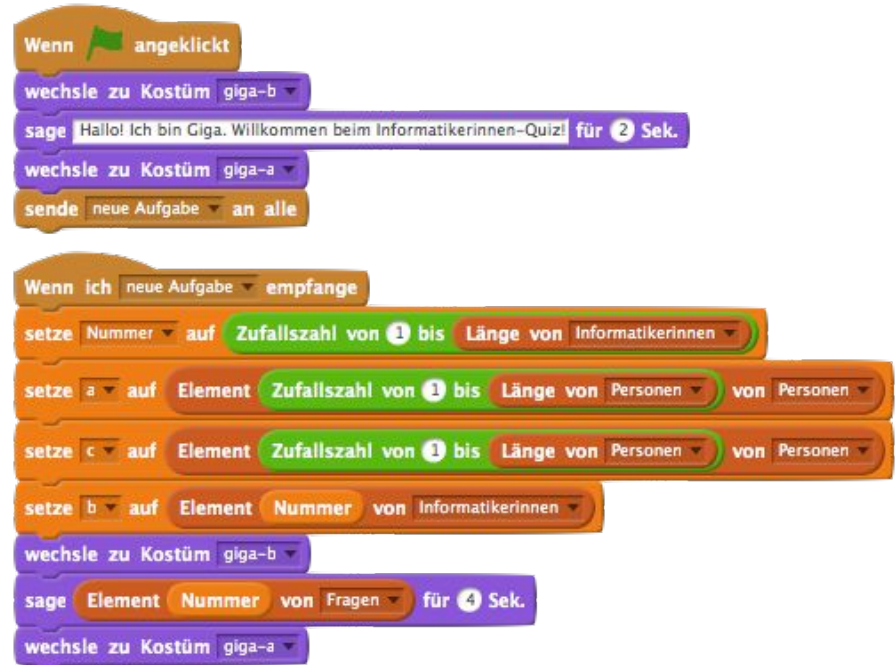 Wenn angeklickt
wechsle zu Kostüm giga-b
sage Hallo! Ich bin Giga. Willkommen beim Informatikerinnen-Quiz! für 2 Sek.
wechsle zu Kostüm giga-a
sende neue Aufgabe an alle
Wenn ich neue Aufgabe empfange
setze Nummer auf Zufallszahl von 1 bis Länge von Informatikerinnen
setze a auf Element Zufallszahl von 1 bis Länge von Personen von Personen
setze c auf Element Zufallszahl von 1 bis Länge von Personen von Personen
setze b auf Element Nummer von Informatikerinnen
wechsle zu Kostüm giga-b
sage Element Nummer von Fragen für 4 Sek.
wechsle zu Kostüm giga-a